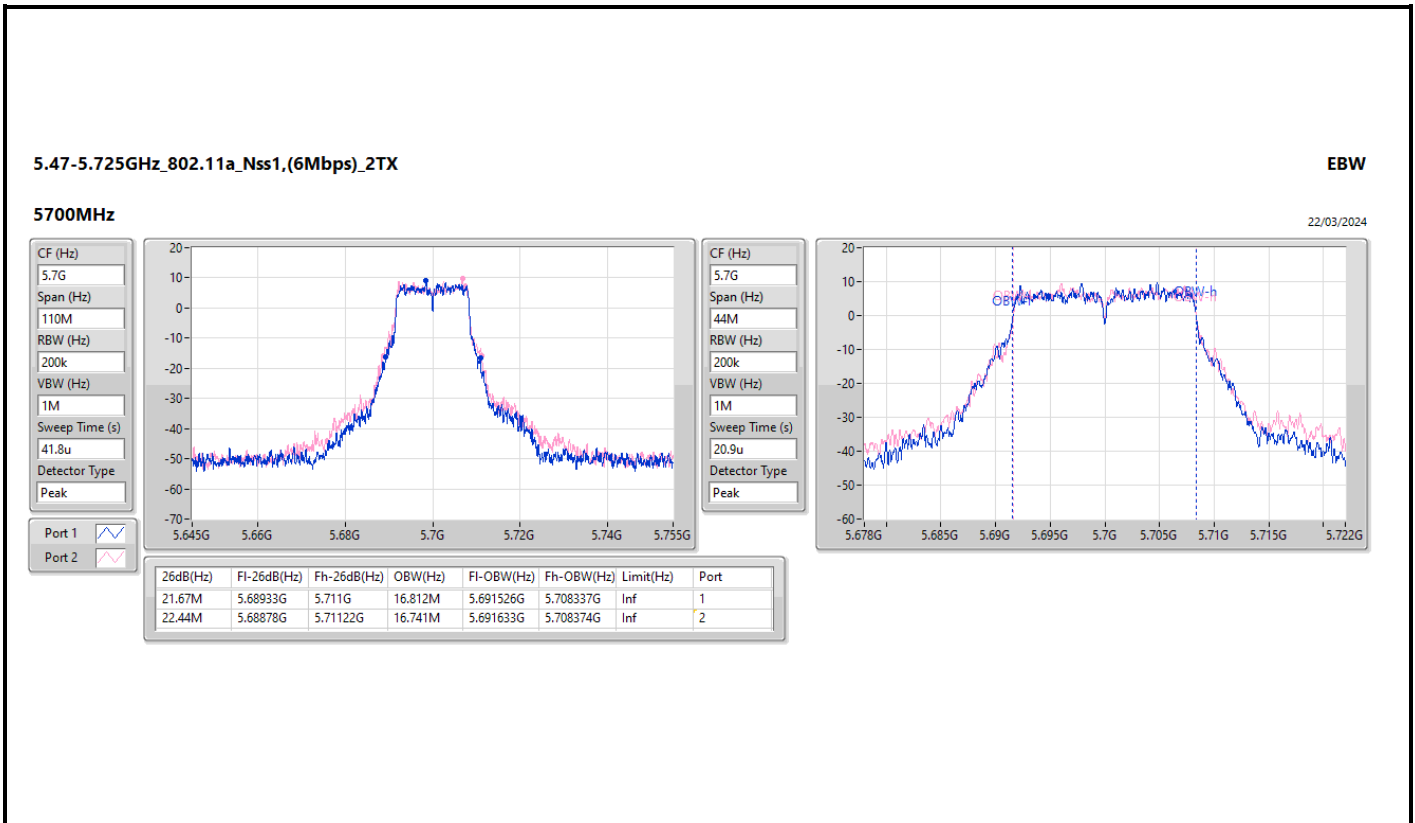 5.47-5.725GHz_802.11a_Nss1,(6Mbps)_2TX
EBW
5700MHz
22/03/2024
CF (Hz)
5.7G
Span (Hz)
110M
RBW (Hz)
200k
VBW (Hz)
1M
Sweep Time (s)
41.8u
Detector Type
Peak
Port 1
Port 2
20
10
0
-10
-20
-30
-40
-50
-60
-70
5.645G 5.66G 5.68G 5.7G 5.72G 5.74G 5.755G
CF (Hz)
5.7G
Span (Hz)
44M
RBW (Hz)
200k
VBW (Hz)
1M
Sweep Time (s)
20.9u
Detector Type
Peak
20
10
0
-10
-20
-30
-40
-50
-60
OBW-h
5.678G 5.685G 5.69G 5.695G 5.7G 5.705G 5.71G 5.715G 5.722G
26dB(Hz) Fl-26dB(Hz) Fh-26dB(Hz) OBW(Hz) Fl-OBW(Hz) Fh-OBW(Hz) Limit(Hz) Port
21.67M 5.68933G 5.711G 16.812M 5.691526G 5.708337G Inf 1
22.44M 5.68878G 5.71122G 16.741M 5.691633G 5.708374G Inf 2